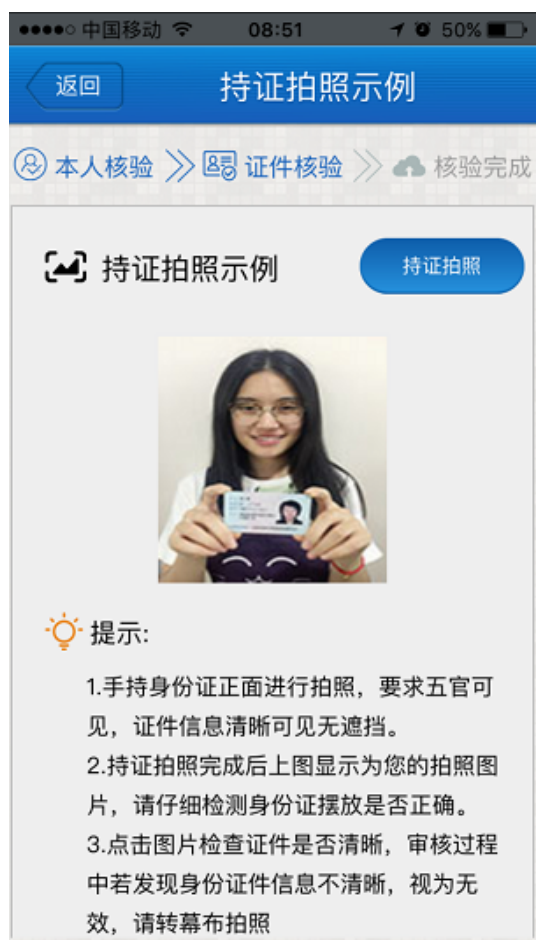 中国移动 08:51 50%
返回 持证拍照示例
本人核验 证件核验 核验完成
持证拍照示例 持证拍照
提示:
1.手持身份证正面进行拍照，要求五官可
见，证件信息清晰可见无遮挡。
2.持证拍照完成后上图显示为您的拍照图
片，请仔细检测身份证摆放是否正确。
3.点击图片检查证件是否清晰，审核过程
中若发现身份证件信息不清晰，视为无
效，请转幕布拍照